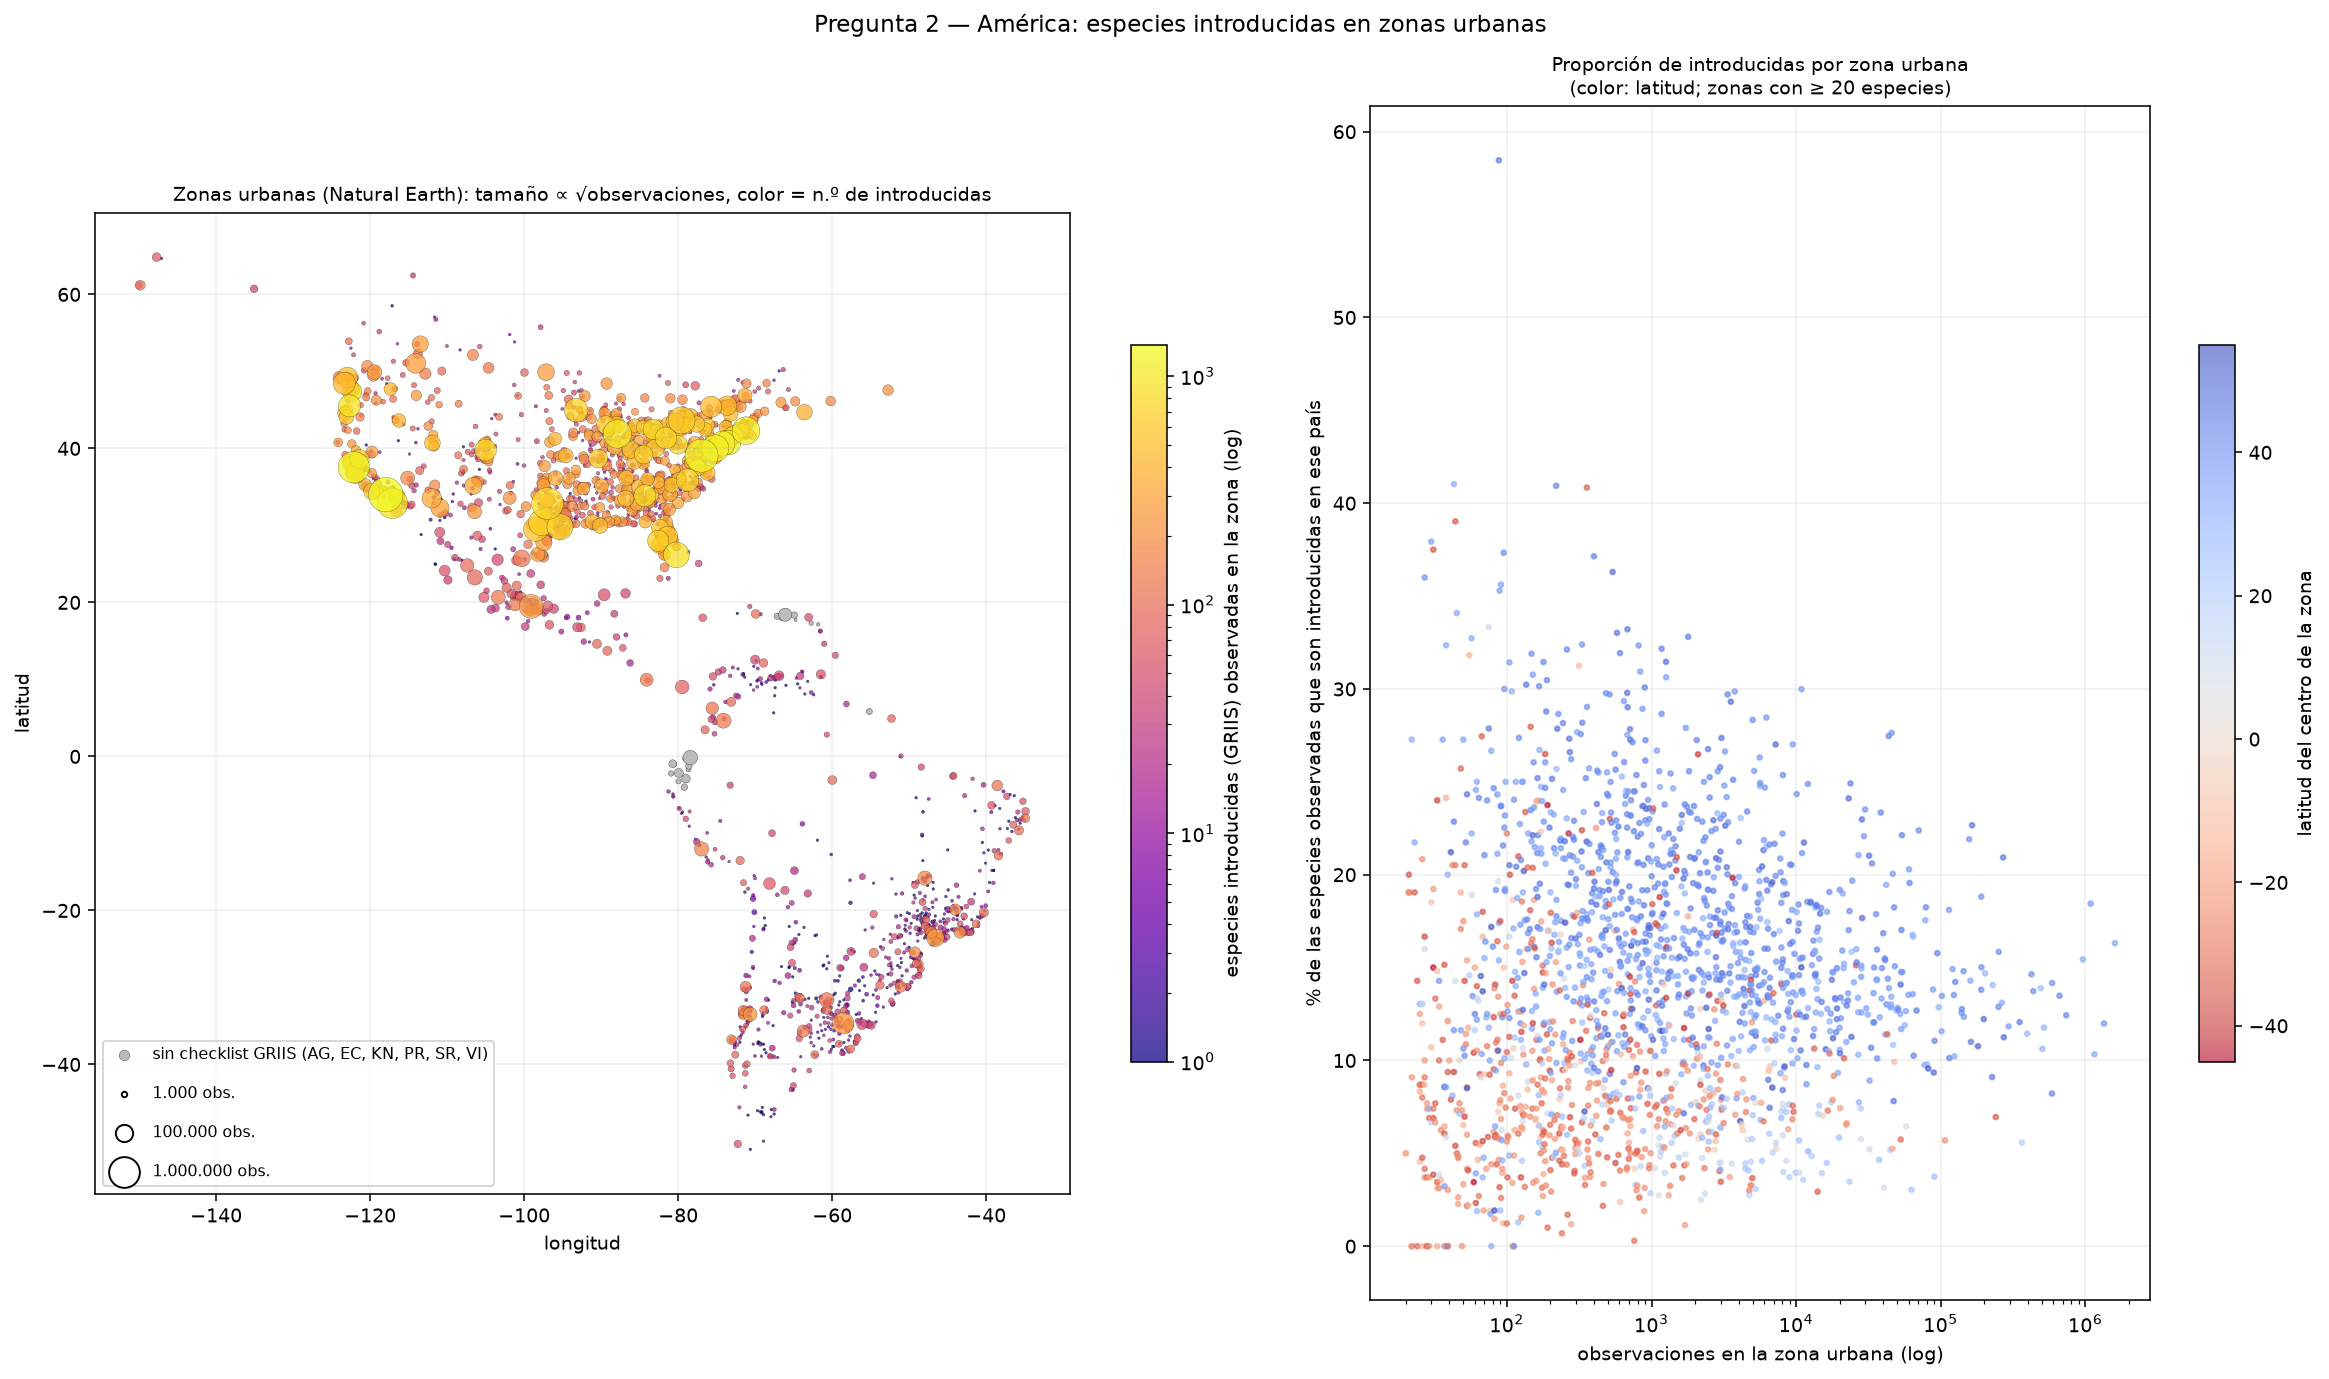 Pregunta 2 — América: especies introducidas en zonas urbanas
Zonas urbanas (Natural Earth): tamaño ∝ √observaciones, color = n.º de introducidas
60
40
20
0
−20
−40
latitud
−140
−120
−100
−80
−60
−40
longitud
sin checklist GRIIS (AG, EC, KN, PR, SR, VI)
1.000 obs.
100.000 obs.
1.000.000 obs.
10³
10²
10¹
10⁰
especies introducidas (GRIIS) observadas en la zona (log)
Proporción de introducidas por zona urbana
(color: latitud; zonas con ≥ 20 especies)
60
50
40
30
20
10
0
% de las especies observadas que son introducidas en ese país
10²
10³
10⁴
10⁵
10⁶
observaciones en la zona urbana (log)
40
20
0
−20
−40
latitud del centro de la zona